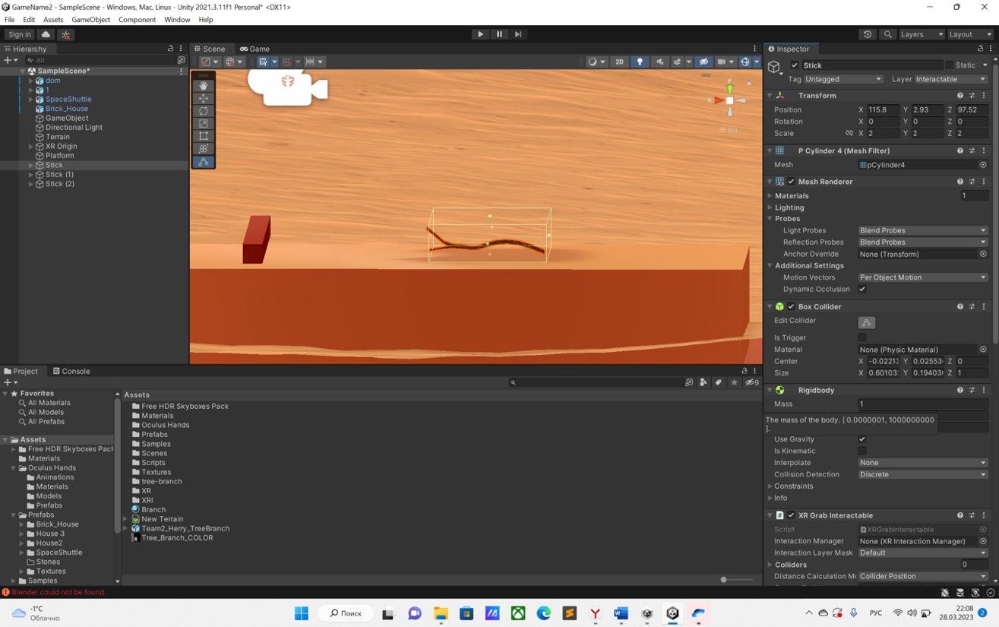 GameName2 - SampleScene - Windows, Mac, Linux - Unity 2021.3.11f1 Personal* <DX11>
File Edit Assets GameObject Component Window Help
Sign in Layers Layout
Hierarchy
All
SampleScene*
dom
1
SpaceShuttle
Brick_House
GameObject
Directional Light
Terrain
XR Origin
Platform
Stick
Stick (1)
Stick (2)
Scene Game
2D
y
x
Iso
Inspector
Stick Static
Tag Untagged Layer Interactable
Transform
Position X 115.8 Y 2.93 Z 97.52
Rotation X 0 Y 0 Z 0
Scale X 2 Y 2 Z 2
P Cylinder 4 (Mesh Filter)
Mesh pCylinder4
Mesh Renderer
Materials 1
Lighting
Probes
Light Probes Blend Probes
Reflection Probes Blend Probes
Anchor Override None (Transform)
Additional Settings
Motion Vectors Per Object Motion
Dynamic Occlusion
Box Collider
Edit Collider
Is Trigger
Material None (Physic Material)
Center X -0.02213 Y 0.02553 Z 0
Size X 0.60103 Y 0.19403 Z 1
Rigidbody
Mass 1
The mass of the body. [ 0.0000001, 1000000000
].
Use Gravity
Is Kinematic
Interpolate None
Collision Detection Discrete
Constraints
Info
XR Grab Interactable
Script XRGrabInteractable
Interaction Manager None (XR Interaction Manager)
Interaction Layer Mask Default
Colliders 0
Distance Calculation Mo Collider Position
Project Console
9
Favorites
All Materials
All Models
All Prefabs
Assets
Free HDR Skyboxes Pack
Materials
Oculus Hands
Animations
Materials
Models
Prefabs
Prefabs
Brick_House
House 3
House2
SpaceShuttle
Stones
Textures
Samples
Assets
Free HDR Skyboxes Pack
Materials
Oculus Hands
Prefabs
Samples
Scenes
Scripts
Textures
tree-branch
XR
XRI
Branch
New Terrain
Team2_Herry_TreeBranch
Tree_Branch_COLOR
Blender could not be found.
-1°C
Облачно
Поиск
РУС
22:08
28.03.2023
2